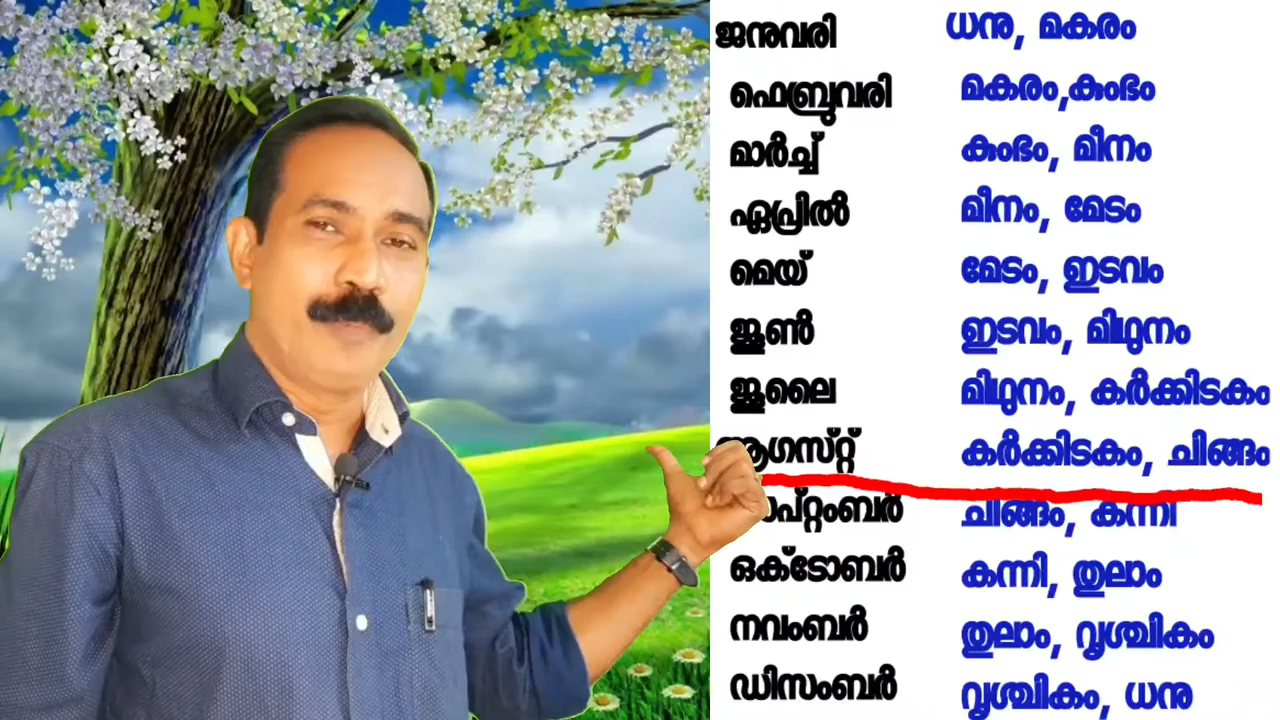 ജനുവരി ധനു, മകരം
ഫെബ്രുവരി മകരം,കുംഭം
മാർച്ച് കുംഭം, മീനം
ഏപ്രിൽ മീനം, മേടം
മെയ് മേടം, ഇടവം
ജൂൺ ഇടവം, മിഥുനം
ജൂലൈ മിഥുനം, കർക്കിടകം
ആഗസ്റ്റ് കർക്കിടകം, ചിങ്ങം
ചിങ്ങം, കന്നി
ഒക്ടോബർ കന്നി, തുലാം
നവംബർ തുലാം, വൃശ്ചികം
ഡിസംബർ വൃശ്ചികം, ധനു